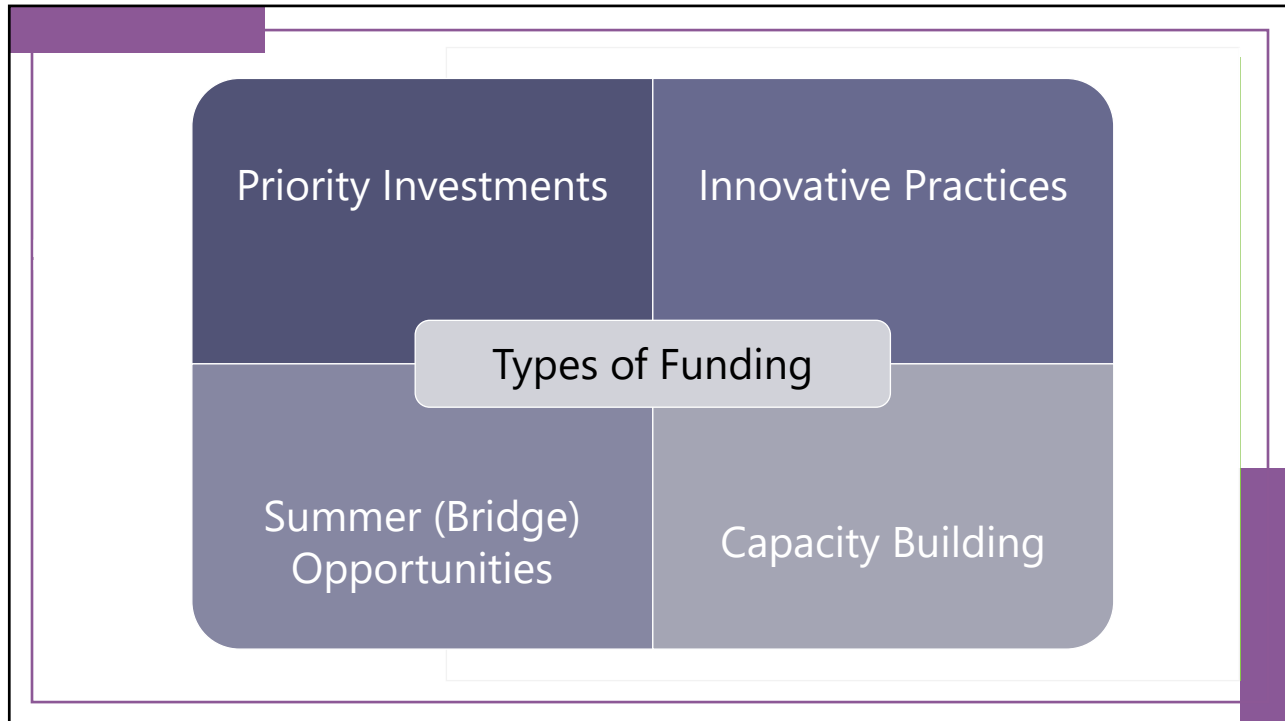 Priority Investments
Innovative Practices
Types of Funding
Summer (Bridge)
Opportunities
Capacity Building